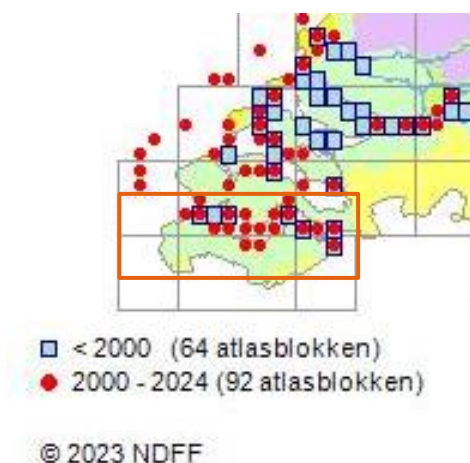 < 2000 (64 atlasblokken)
2000 - 2024 (92 atlasblokken)
© 2023 NDFF